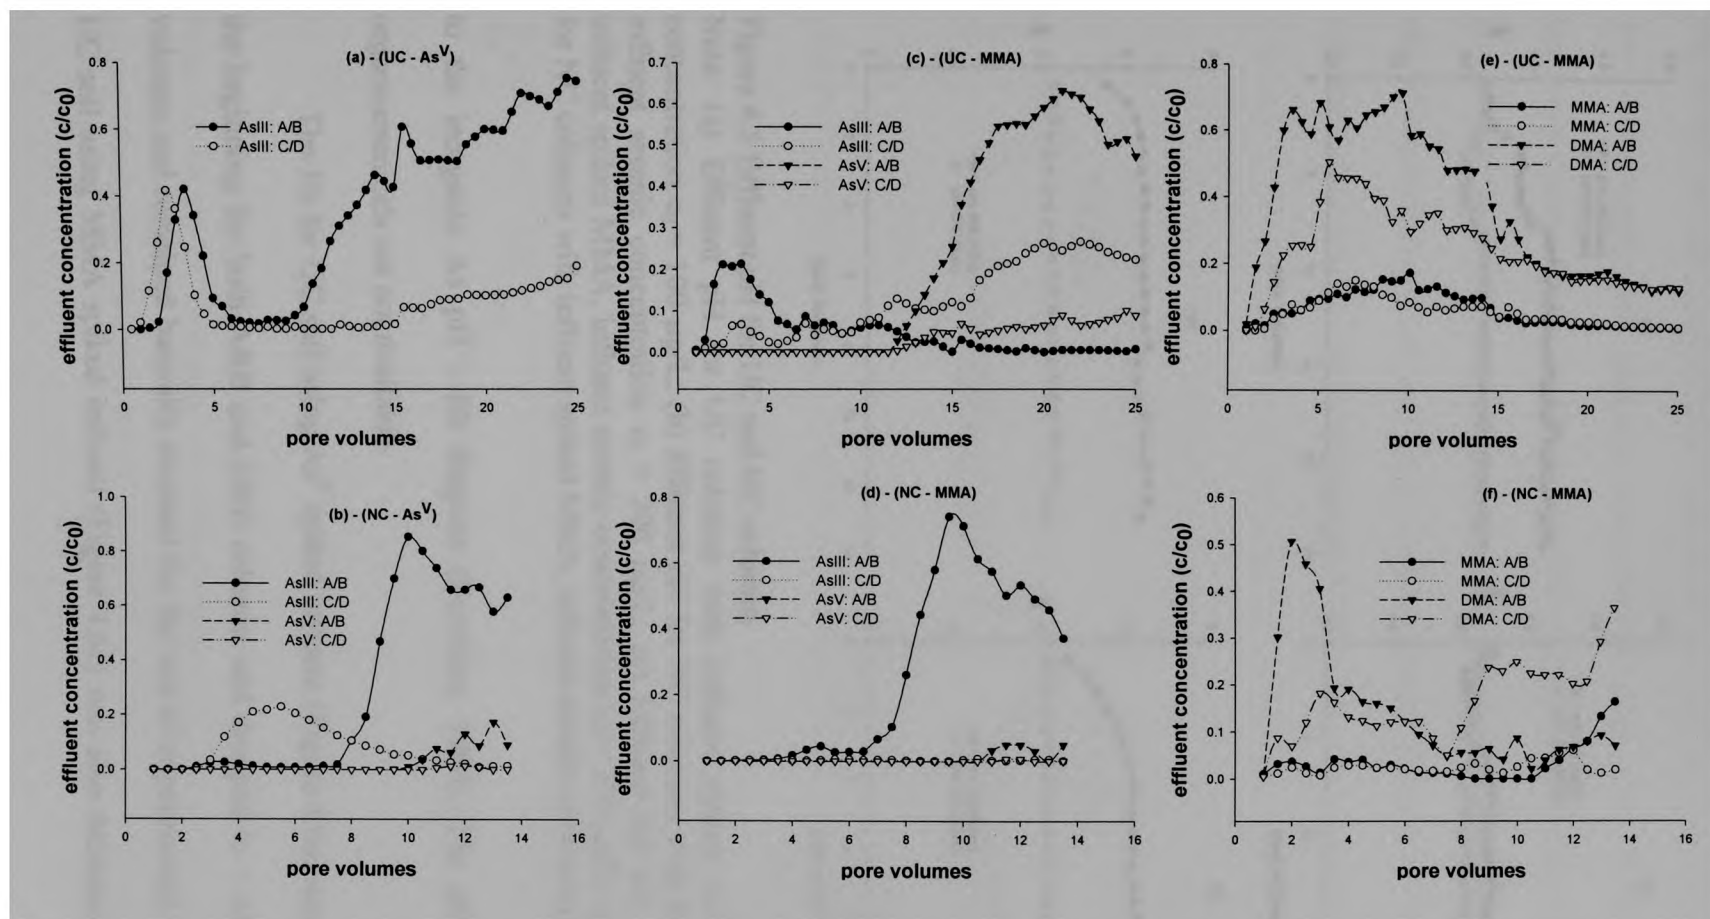 (a) - (UC - AsV)
effluent concentration (c/c0)
0.8
0.6
0.4
0.2
0.0
AsIII: A/B
AsIII: C/D
0 5 10 15 20 25
pore volumes
(c) - (UC - MMA)
effluent concentration (c/c0)
0.7
0.6
0.5
0.4
0.3
0.2
0.1
0.0
AsIII: A/B
AsIII: C/D
AsV: A/B
AsV: C/D
0 5 10 15 20 25
pore volumes
(e) - (UC - MMA)
effluent concentration (c/c0)
0.8
0.6
0.4
0.2
0.0
MMA: A/B
MMA: C/D
DMA: A/B
DMA: C/D
0 5 10 15 20 25
pore volumes
(b) - (NC - AsV)
effluent concentration (c/c0)
1.0
0.8
0.6
0.4
0.2
0.0
AsIII: A/B
AsIII: C/D
AsV: A/B
AsV: C/D
0 2 4 6 8 10 12 14 16
pore volumes
(d) - (NC - MMA)
effluent concentration (c/c0)
0.8
0.6
0.4
0.2
0.0
AsIII: A/B
AsIII: C/D
AsV: A/B
AsV: C/D
0 2 4 6 8 10 12 14 16
pore volumes
(f) - (NC - MMA)
effluent concentration (c/c0)
0.6
0.5
0.4
0.3
0.2
0.1
0.0
MMA: A/B
MMA: C/D
DMA: A/B
DMA: C/D
0 2 4 6 8 10 12 14 16
pore volumes